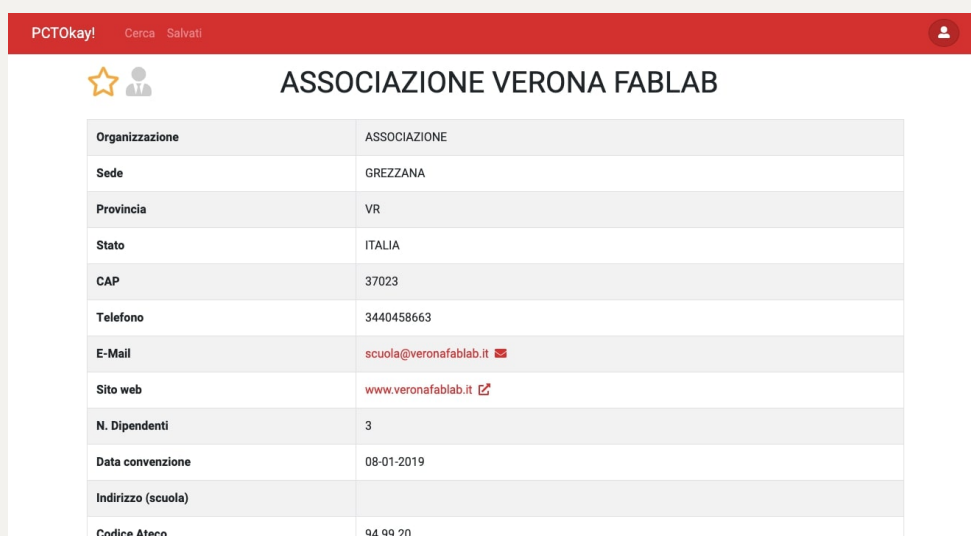 PCTOkay! Cerca Salvati
ASSOCIAZIONE VERONA FABLAB
Organizzazione ASSOCIAZIONE
Sede GREZZANA
Provincia VR
Stato ITALIA
CAP 37023
Telefono 3440458663
E-Mail scuola@veronafablab.it
Sito web www.veronafablab.it
N. Dipendenti 3
Data convenzione 08-01-2019
Indirizzo (scuola)
Codice Ateco 94.99.20